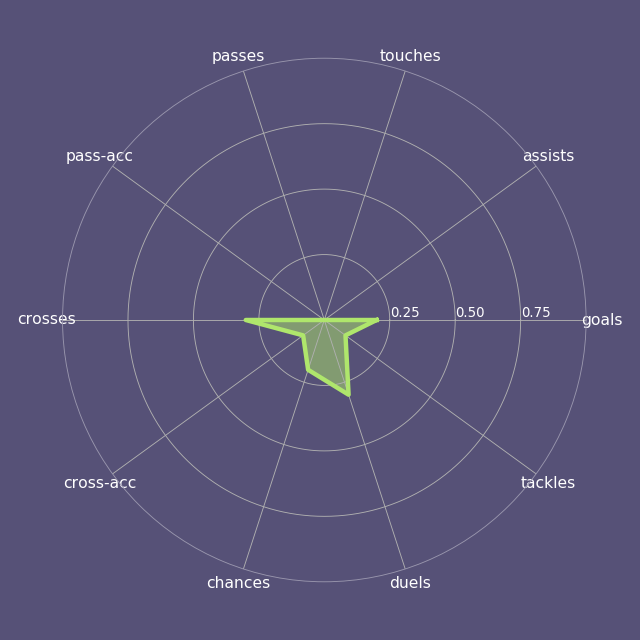 passes
touches
pass-acc
assists
crosses
0.25
0.50
0.75
goals
cross-acc
tackles
chances
duels